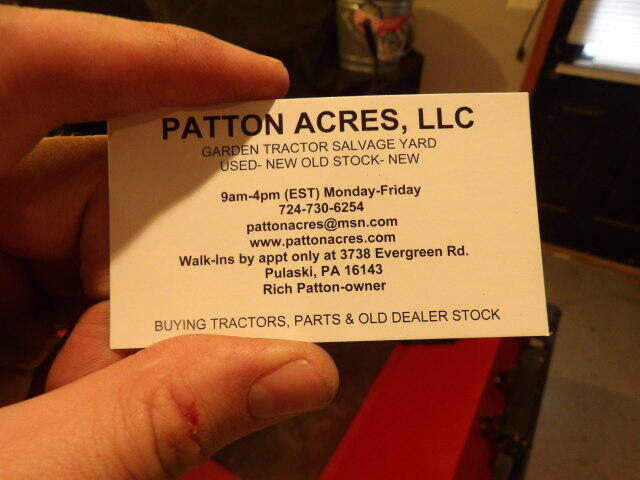 PATTON ACRES, LLC
GARDEN TRACTOR SALVAGE YARD
USED- NEW OLD STOCK- NEW
9am-4pm (EST) Monday-Friday
724-730-6254
pattonacres@msn.com
www.pattonacres.com
Walk-Ins by appt only at 3738 Evergreen Rd.
Pulaski, PA 16143
Rich Patton-owner
BUYING TRACTORS, PARTS & OLD DEALER STOCK